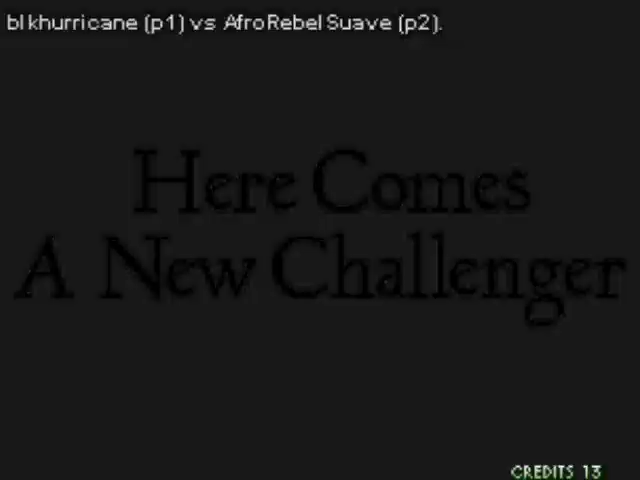 blkhurricane (p1) vs AfroRebelSuave (p2).
Here Comes
A New Challenger
CREDITS 13